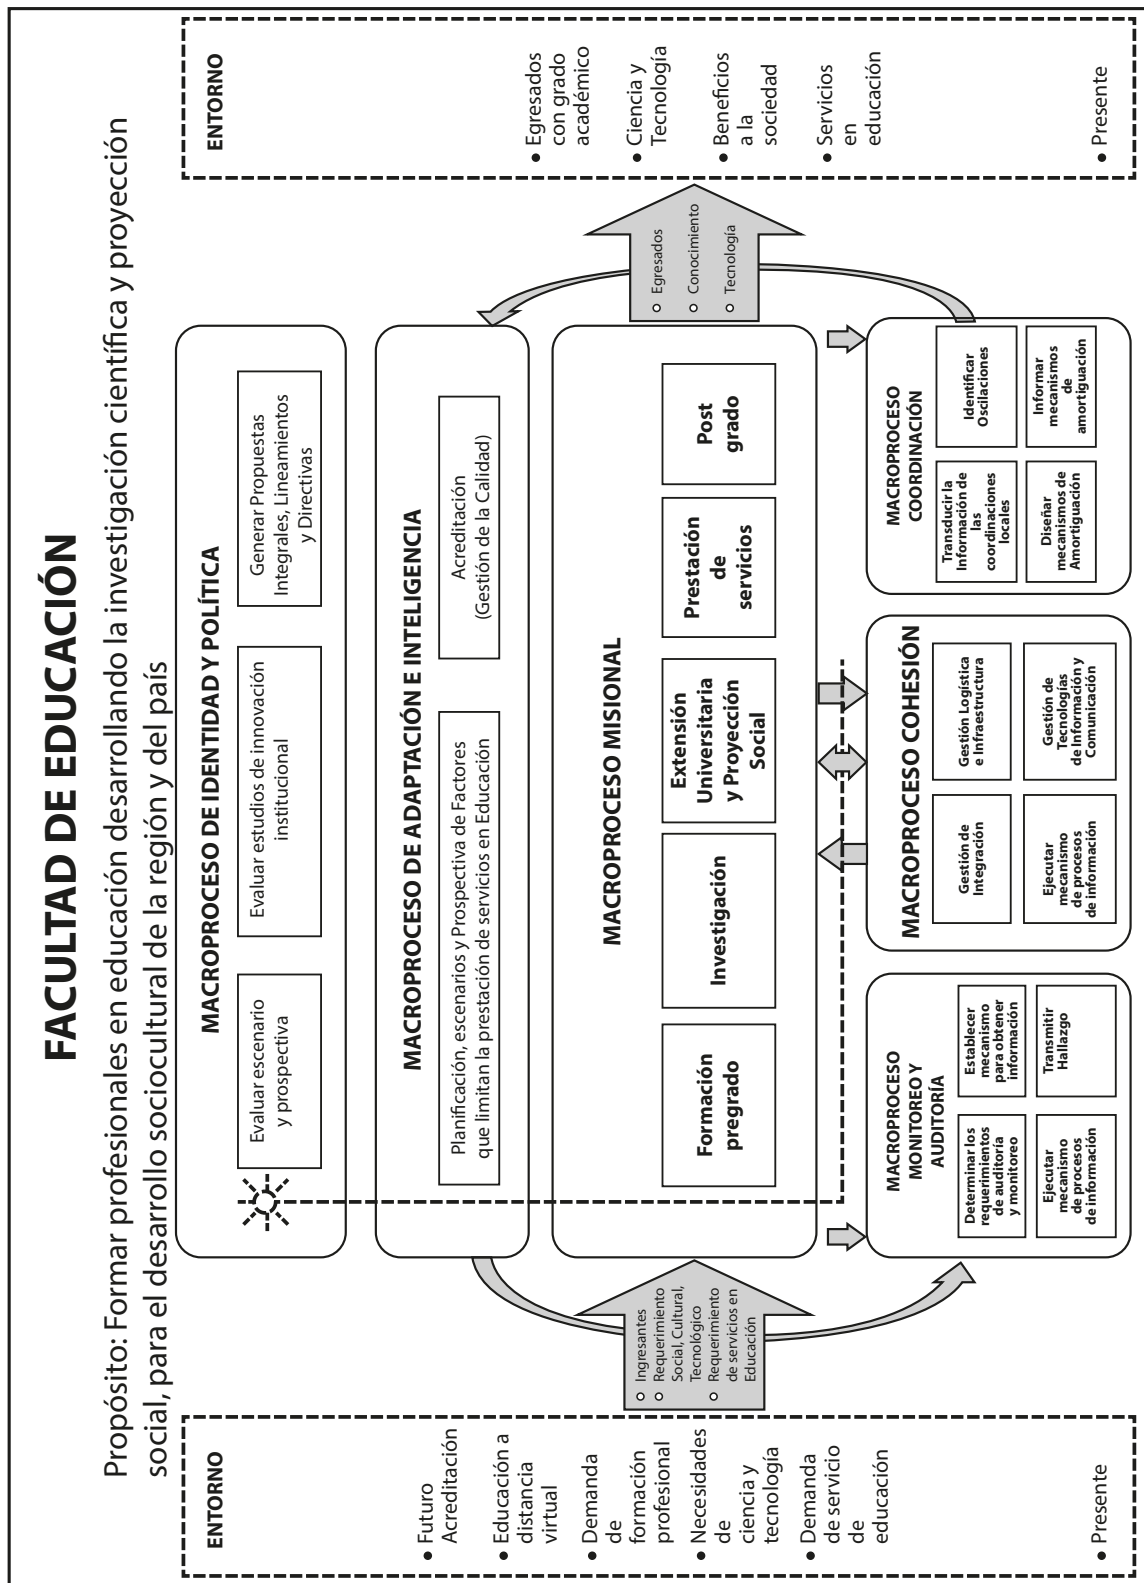 FACULTAD DE EDUCACIÓN
Propósito: Formar profesionales en educación desarrollando la investigación científica y proyección
social, para el desarrollo sociocultural de la región y del país
ENTORNO
• Futuro
Acreditación
• Educación a
distancia
virtual
• Demanda
de
formación
profesional
• Necesidades
de
ciencia y
tecnología
• Demanda
de servicio
de
educación
• Presente
Ingresantes
Requerimiento
Social, Cultural,
Tecnológico
Requerimiento
de servicios en
Educación
MACROPROCESO DE IDENTIDAD Y POLÍTICA
Evaluar escenario
y prospectiva
Evaluar estudios de innovación
institucional
Generar Propuestas
Integrales, Lineamientos
y Directivas
MACROPROCESO DE ADAPTACIÓN E INTELIGENCIA
Planificación, escenarios y Prospectiva de Factores
que limitan la prestación de servicios en Educación
Acreditación
(Gestión de la Calidad)
MACROPROCESO MISIONAL
Formación
pregrado
Investigación
Extensión
Universitaria
y Proyección
Social
Prestación
de
servicios
Post
grado
MACROPROCESO
MONITOREO Y
AUDITORÍA
Determinar los
requerimientos
de auditoría
y monitoreo
Establecer
mecanismo
para obtener
información
Ejecutar
mecanismo
de procesos
de información
Transmitir
Hallazgo
MACROPROCESO COHESIÓN
Gestión de
Integración
Gestión Logística
e Infraestructura
Ejecutar
mecanismo
de procesos
de información
Gestión de
Tecnologías
de Información y
Comunicación
MACROPROCESO
COORDINACIÓN
Transducir la
Información de
las
coordinaciones
locales
Identificar
Oscilaciones
Diseñar
mecanismos de
Amortiguación
Informar
mecanismos
de
amortiguación
Egresados
Conocimiento
Tecnología
ENTORNO
• Egresados
con grado
académico
• Ciencia y
Tecnología
• Beneficios
a la
sociedad
• Servicios
en
educación
• Presente